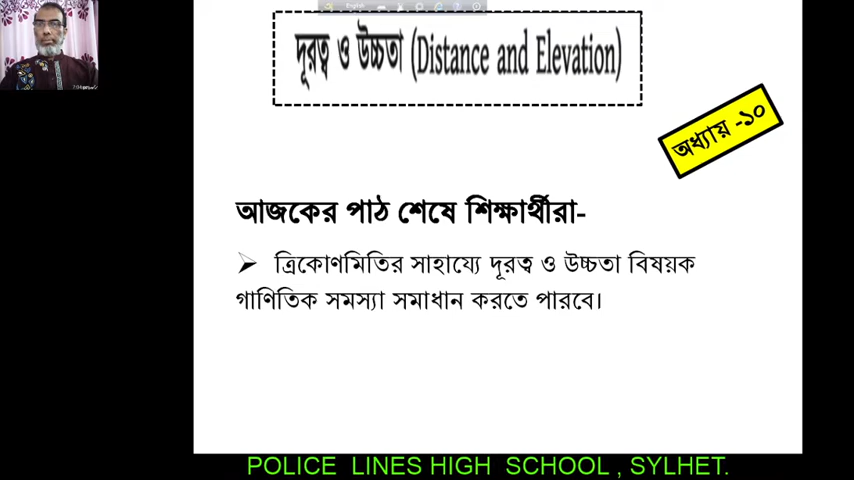 দূরত্ব ও উচ্চতা (Distance and Elevation)
অধ্যায় -১০
আজকের পাঠ শেষে শিক্ষার্থীরা-
➢ ত্রিকোণমিতির সাহায্যে দূরত্ব ও উচ্চতা বিষয়ক
গাণিতিক সমস্যা সমাধান করতে পারবে।
POLICE LINES HIGH SCHOOL , SYLHET.